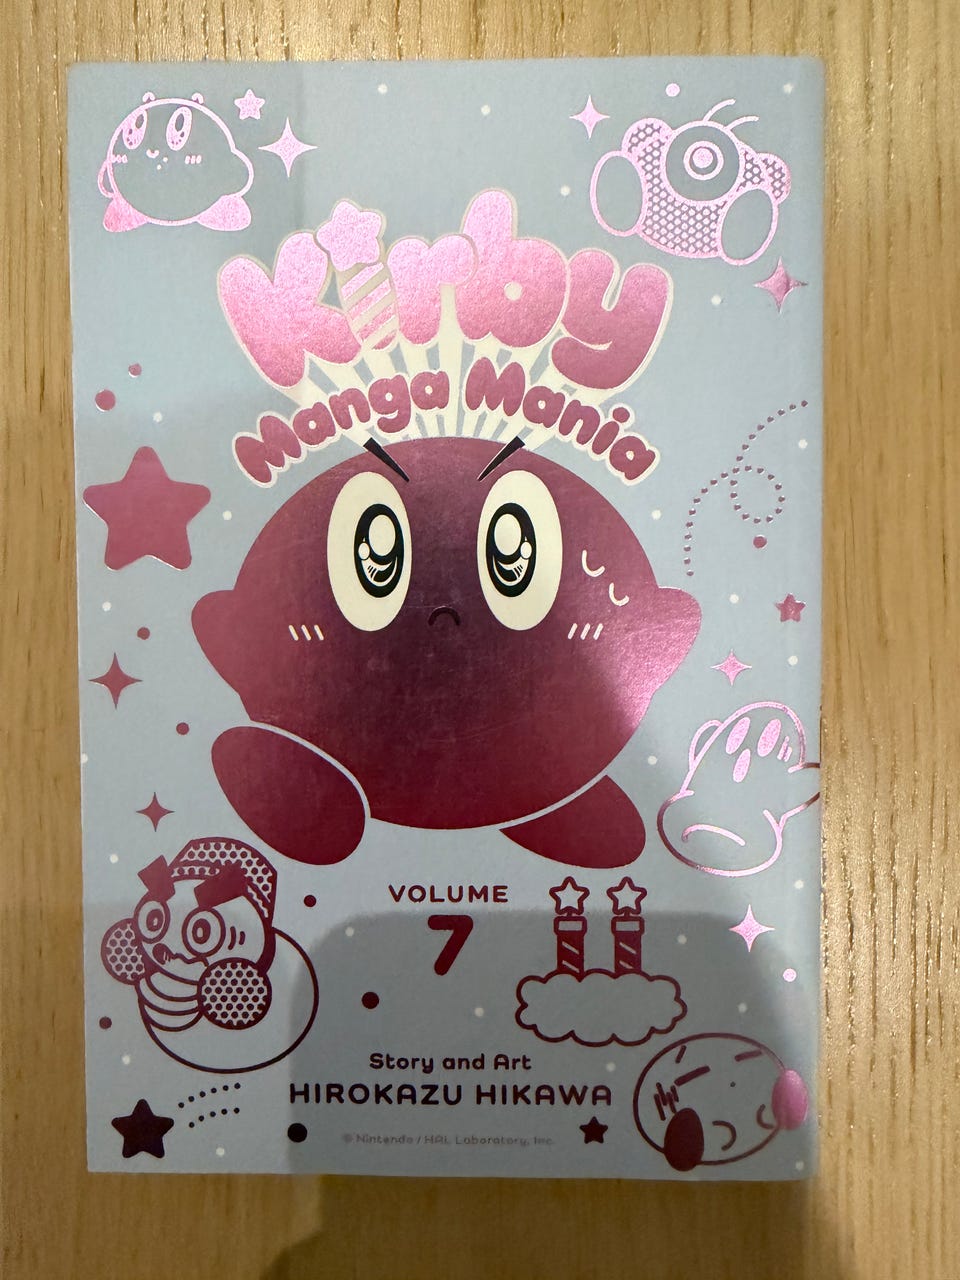 Kirby
Manga Mania
VOLUME
7
Story and Art
HIROKAZU HIKAWA
© Nintendo / HAL Laboratory, Inc.